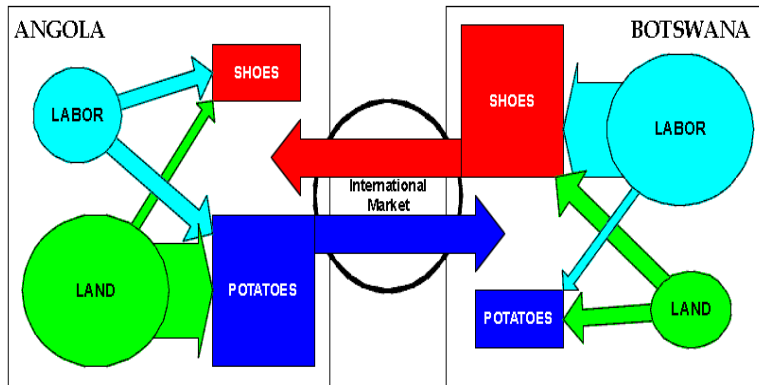 ANGOLA
SHOES
LABOR
LAND
POTATOES
International
Market
BOTSWANA
SHOES
LABOR
POTATOES
LAND